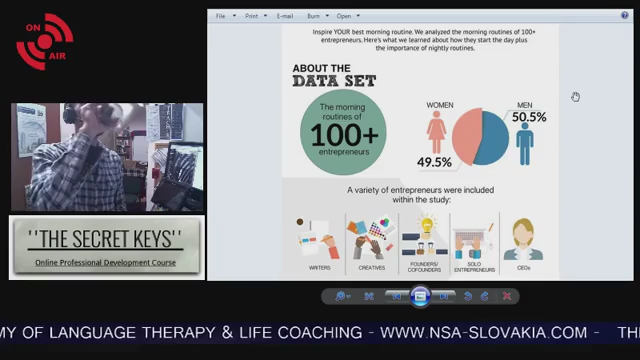 ON
AIR
File
Print
E-mail
Burn
Open
Inspire YOUR best morning routine. We analyzed the morning routines of 100+
entrepreneurs. Here's what we learned about how they start the day plus
the importance of nightly routines.
ABOUT THE
DATA SET
The morning
routines of
100+
entrepreneurs
WOMEN
49.5%
MEN
50.5%
A variety of entrepreneurs were included
within the study:
WRITERS
CREATIVES
FOUNDERS/
COFOUNDERS
SOLO
ENTREPRENEURS
CEOs
"THE SECRET KEYS"
Online Professional Development Course
MY OF LANGUAGE THERAPY & LIFE COACHING - WWW.NSA-SLOVAKIA.COM - TH